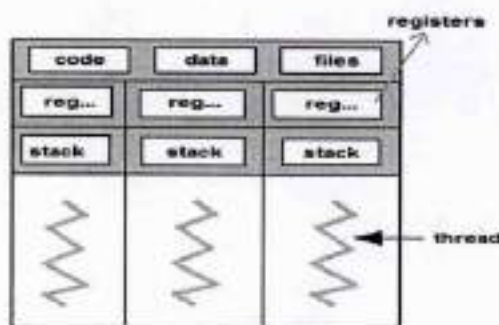 registers
code data files
reg... reg... reg...
stack stack stack
thread